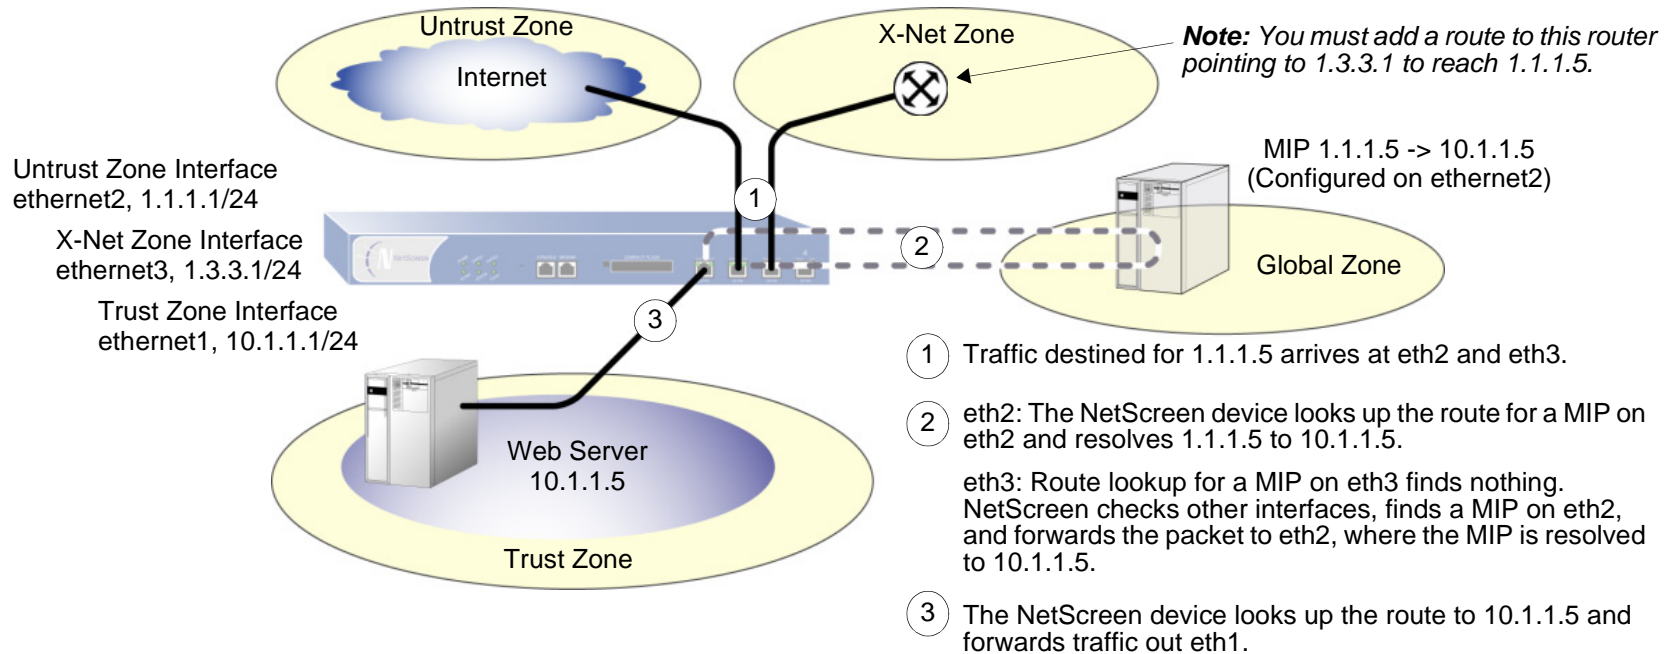 Untrust Zone
Internet
X-Net Zone
Note: You must add a route to this router
pointing to 1.3.3.1 to reach 1.1.1.5.
MIP 1.1.1.5 -> 10.1.1.5
(Configured on ethernet2)
Untrust Zone Interface
ethernet2, 1.1.1.1/24
X-Net Zone Interface
ethernet3, 1.3.3.1/24
Trust Zone Interface
ethernet1, 10.1.1.1/24
NETSCREEN
1
2
3
Global Zone
Web Server
10.1.1.5
Trust Zone
1 Traffic destined for 1.1.1.5 arrives at eth2 and eth3.
2 eth2: The NetScreen device looks up the route for a MIP on
eth2 and resolves 1.1.1.5 to 10.1.1.5.
eth3: Route lookup for a MIP on eth3 finds nothing.
NetScreen checks other interfaces, finds a MIP on eth2,
and forwards the packet to eth2, where the MIP is resolved
to 10.1.1.5.
3 The NetScreen device looks up the route to 10.1.1.5 and
forwards traffic out eth1.